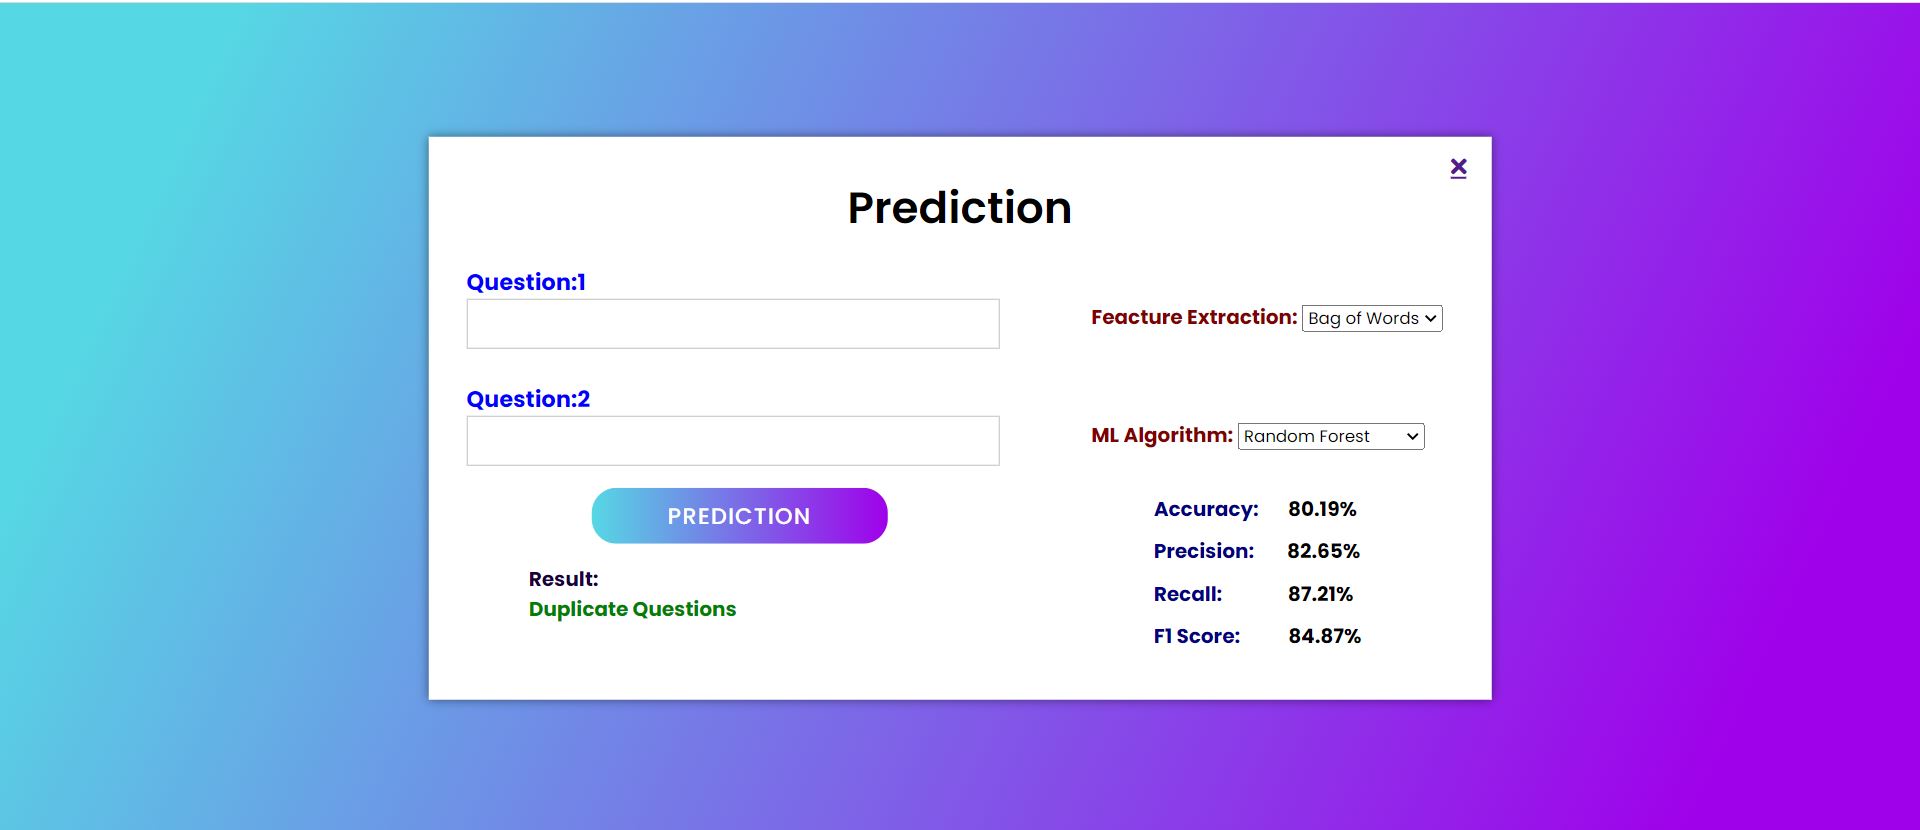 Prediction
Question:1
Feacture Extraction: Bag of Words
Question:2
ML Algorithm: Random Forest
PREDICTION
Result:
Duplicate Questions
Accuracy: 80.19%
Precision: 82.65%
Recall: 87.21%
F1 Score: 84.87%